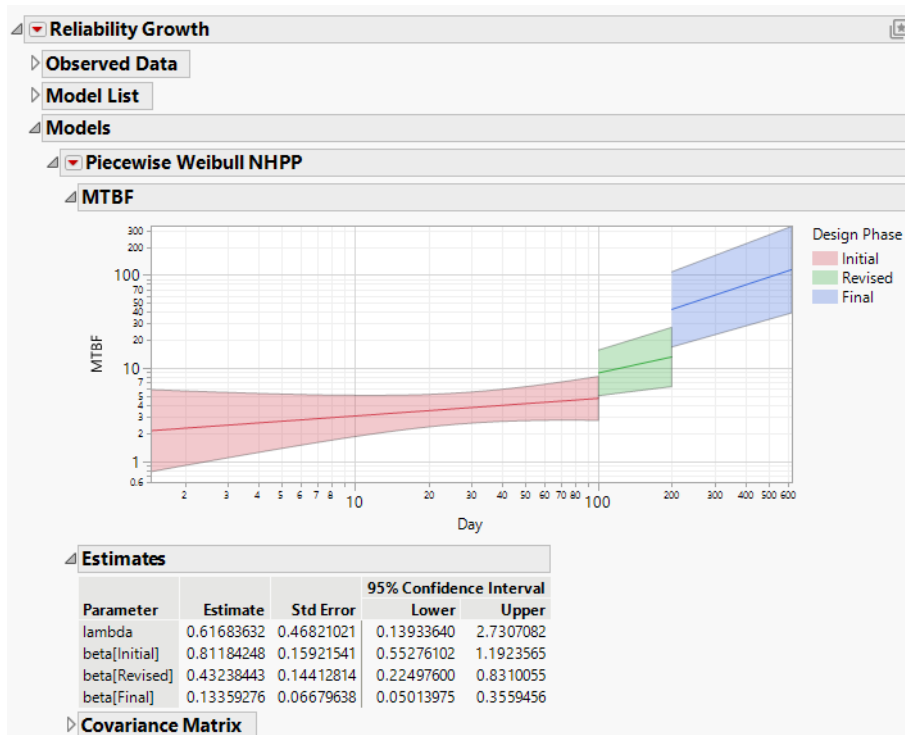 Reliability Growth
Observed Data
Model List
Models
Piecewise Weibull NHPP
MTBF
300
200
100
70
50
40
30
20
10
7
5
4
3
2
1
0.6
MTBF
2 3 4 5 6 7 8 10 20 30 40 50 60 70 80 100 200 300 400 500 600
Day
Design Phase
Initial
Revised
Final
Estimates
95% Confidence Interval
Parameter Estimate Std Error Lower Upper
lambda 0.61683632 0.46821021 0.13933640 2.7307082
beta[Initial] 0.81184248 0.15921541 0.55276102 1.1923565
beta[Revised] 0.43238443 0.14412814 0.22497600 0.8310055
beta[Final] 0.13359276 0.06679638 0.05013975 0.3559456
Covariance Matrix